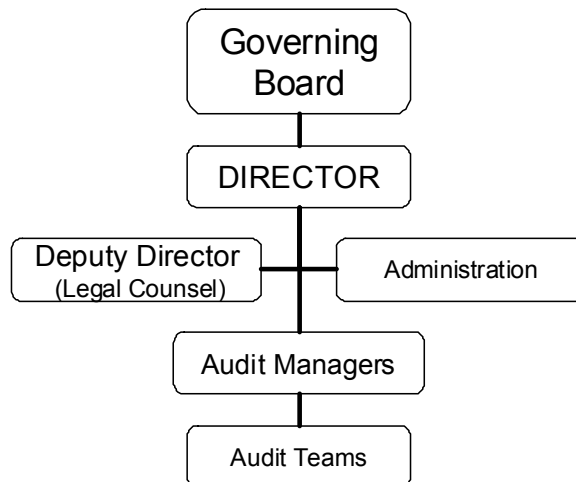 Governing
Board
DIRECTOR
Deputy Director
(Legal Counsel)
Administration
Audit Managers
Audit Teams